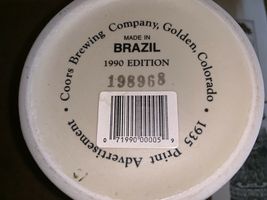 Coors Brewing Company, Golden, Colorado
MADE IN
BRAZIL
1990 EDITION
198968
0 71990 00005 9
• 1935 Print Advertisement •